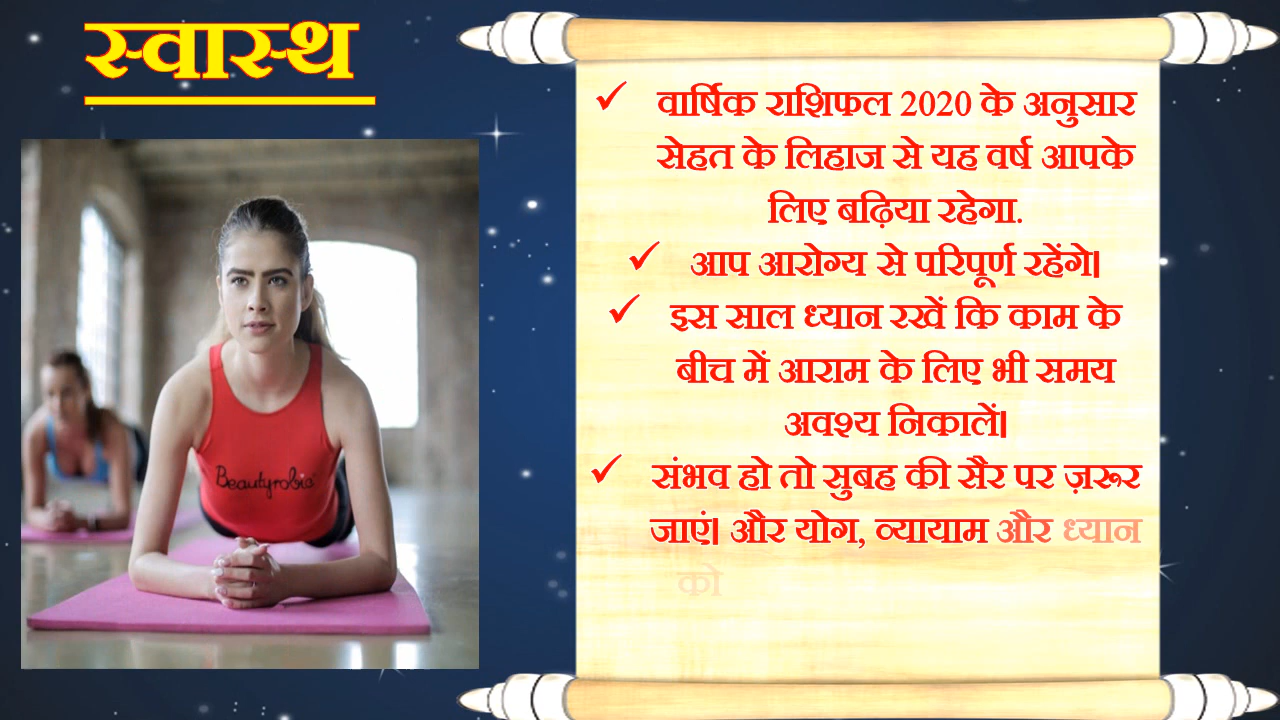 स्वास्थ
✓ वार्षिक राशिफल 2020 के अनुसार
सेहत के लिहाज से यह वर्ष आपके
लिए बढ़िया रहेगा.
✓ आप आरोग्य से परिपूर्ण रहेंगे।
✓ इस साल ध्यान रखें कि काम के
बीच में आराम के लिए भी समय
अवश्य निकालें।
✓ संभव हो तो सुबह की सैर पर ज़रूर
जाएं। और योग, व्यायाम और ध्यान
को
Beautyrobic